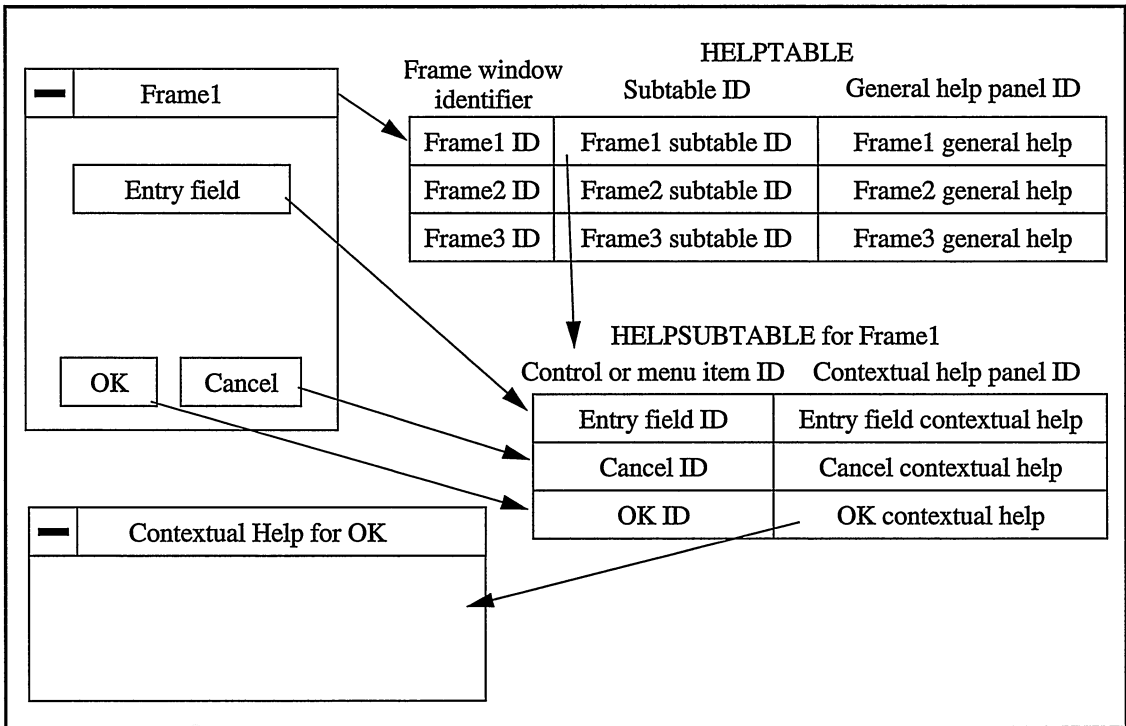 HELPTABLE
Frame window identifier
Subtable ID
General help panel ID
Frame1
Frame1 ID
Frame1 subtable ID
Frame1 general help
Entry field
Frame2 ID
Frame2 subtable ID
Frame2 general help
Frame3 ID
Frame3 subtable ID
Frame3 general help
HELPSUBTABLE for Frame1
OK
Cancel
Control or menu item ID
Contextual help panel ID
Entry field ID
Entry field contextual help
Cancel ID
Cancel contextual help
OK ID
OK contextual help
Contextual Help for OK